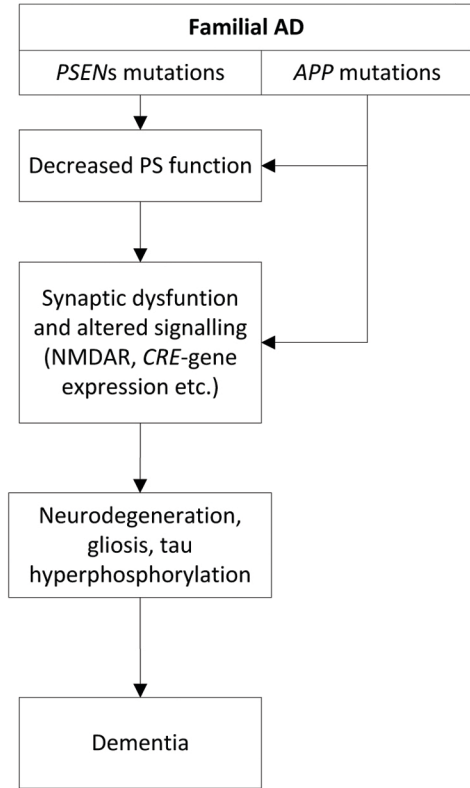 Familial AD
PSENs mutations
APP mutations
Decreased PS function
Synaptic dysfuntion
and altered signalling
(NMDAR, CRE-gene
expression etc.)
Neurodegeneration,
gliosis, tau
hyperphosphorylation
Dementia